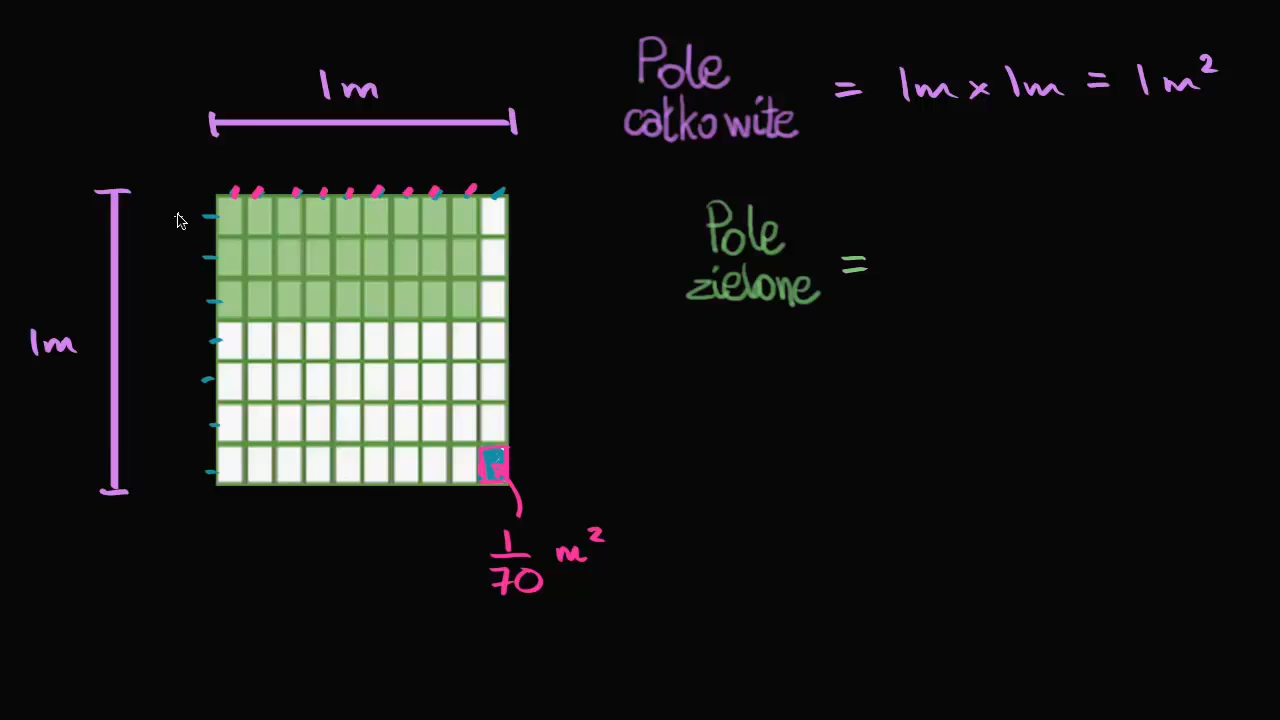 1m
Pole
całkowite = 1m × 1m = 1m²
Pole
zielone =
1m
1/70 m²